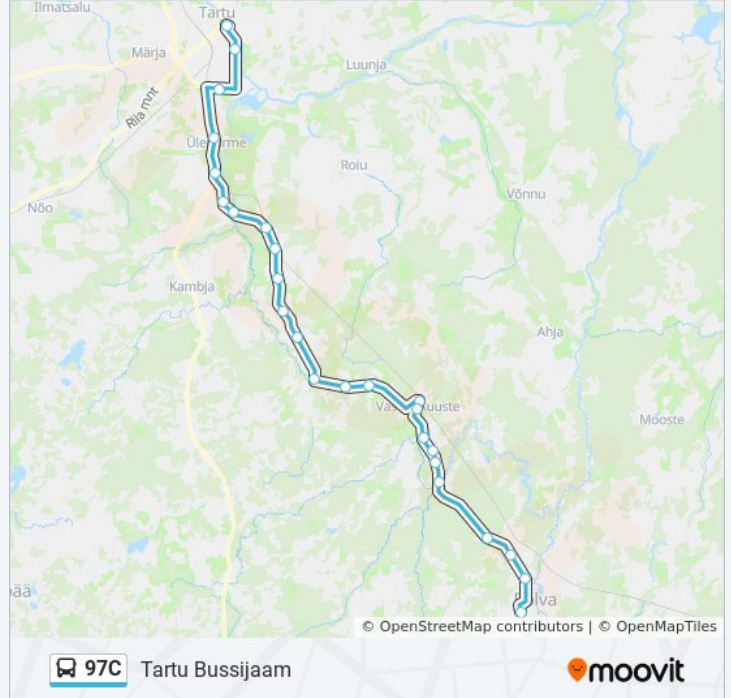 Ilmatsalu
Tartu
Märja
Luunja
Riia mnt
Roiu
Nõo
Võnnu
Kambja
Ahja
Mooste
© OpenStreetMap contributors | © OpenMapTiles
97C Tartu Bussijaam
moovit